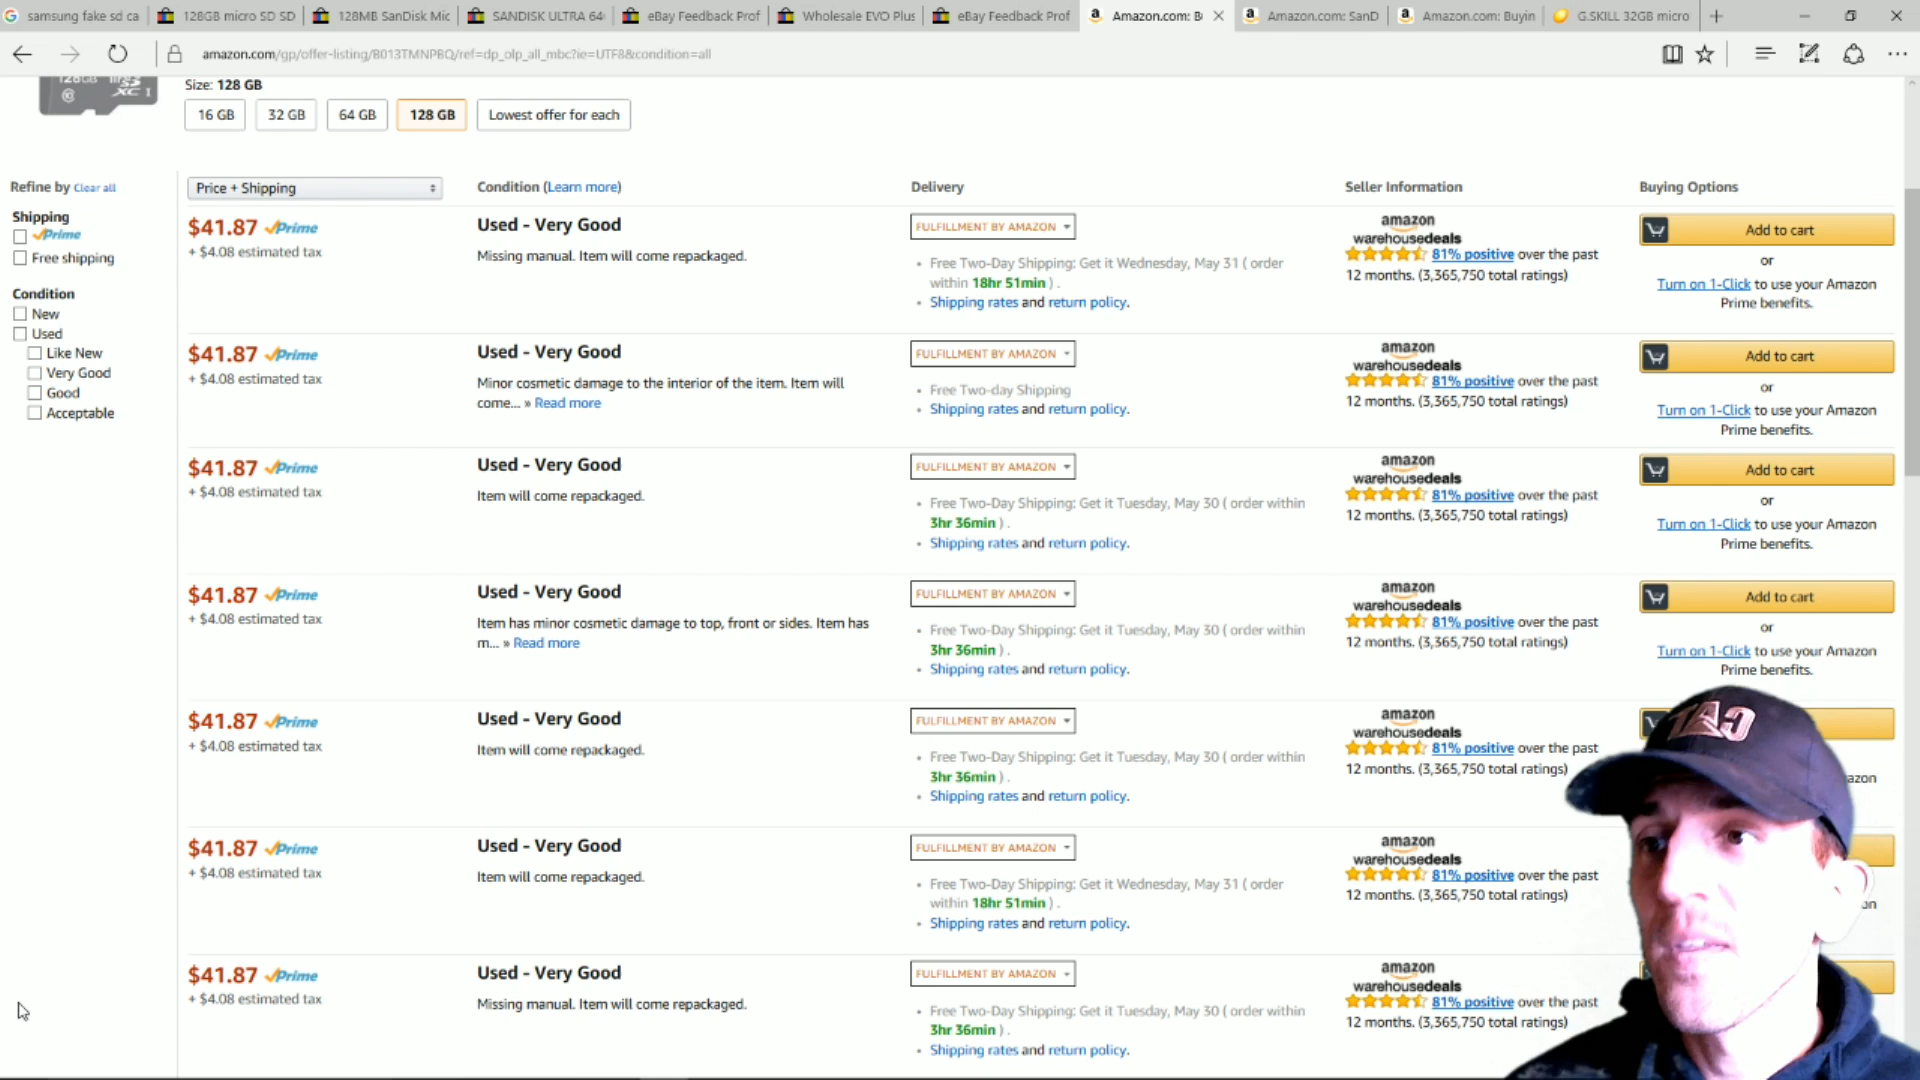 samsung fake sd ca
128GB micro SD SD
128MB SanDisk Mic
SANDISK ULTRA 64
eBay Feedback Prof
Wholesale EVO Plus
eBay Feedback Prof
Amazon.com: B
Amazon.com: SanD
Amazon.com: Buyin
G.SKILL 32GB micro
amazon.com/gp/offer-listing/B013TMNPBQ/ref=dp_olp_all_mbc?ie=UTF8&condition=all
Size: 128 GB
16 GB
32 GB
64 GB
128 GB
Lowest offer for each
Refine by Clear all
Shipping
Prime
Free shipping
Condition
New
Used
Like New
Very Good
Good
Acceptable
Price + Shipping
Condition (Learn more)
Delivery
Seller Information
Buying Options
$41.87 Prime
+ $4.08 estimated tax
Used - Very Good
Missing manual. Item will come repackaged.
FULFILLMENT BY AMAZON
Free Two-Day Shipping: Get it Wednesday, May 31 ( order
within 18hr 51min ) .
Shipping rates and return policy.
amazon
warehousedeals
81% positive over the past
12 months. (3,365,750 total ratings)
Add to cart
or
Turn on 1-Click to use your Amazon
Prime benefits.
$41.87 Prime
+ $4.08 estimated tax
Used - Very Good
Minor cosmetic damage to the interior of the item. Item will
come... » Read more
FULFILLMENT BY AMAZON
Free Two-day Shipping
Shipping rates and return policy.
amazon
warehousedeals
81% positive over the past
12 months. (3,365,750 total ratings)
Add to cart
or
Turn on 1-Click to use your Amazon
Prime benefits.
$41.87 Prime
+ $4.08 estimated tax
Used - Very Good
Item will come repackaged.
FULFILLMENT BY AMAZON
Free Two-Day Shipping: Get it Tuesday, May 30 ( order within
3hr 36min ) .
Shipping rates and return policy.
amazon
warehousedeals
81% positive over the past
12 months. (3,365,750 total ratings)
Add to cart
or
Turn on 1-Click to use your Amazon
Prime benefits.
$41.87 Prime
+ $4.08 estimated tax
Used - Very Good
Item has minor cosmetic damage to top, front or sides. Item has
m... » Read more
FULFILLMENT BY AMAZON
Free Two-Day Shipping: Get it Tuesday, May 30 ( order within
3hr 36min ) .
Shipping rates and return policy.
amazon
warehousedeals
81% positive over the past
12 months. (3,365,750 total ratings)
Add to cart
or
Turn on 1-Click to use your Amazon
Prime benefits.
$41.87 Prime
+ $4.08 estimated tax
Used - Very Good
Item will come repackaged.
FULFILLMENT BY AMAZON
Free Two-Day Shipping: Get it Tuesday, May 30 ( order within
3hr 36min ) .
Shipping rates and return policy.
amazon
warehousedeals
81% positive over the past
12 months. (3,365,750 total ratings)
azon
$41.87 Prime
+ $4.08 estimated tax
Used - Very Good
Item will come repackaged.
FULFILLMENT BY AMAZON
Free Two-Day Shipping: Get it Wednesday, May 31 ( order
within 18hr 51min ) .
Shipping rates and return policy.
amazon
warehousedeals
81% positive over the past
12 months. (3,365,750 total ratings)
on
$41.87 Prime
+ $4.08 estimated tax
Used - Very Good
Missing manual. Item will come repackaged.
FULFILLMENT BY AMAZON
Free Two-Day Shipping: Get it Tuesday, May 30 ( order within
3hr 36min ) .
Shipping rates and return policy.
amazon
warehousedeals
81% positive over the past
12 months. (3,365,750 total ratings)